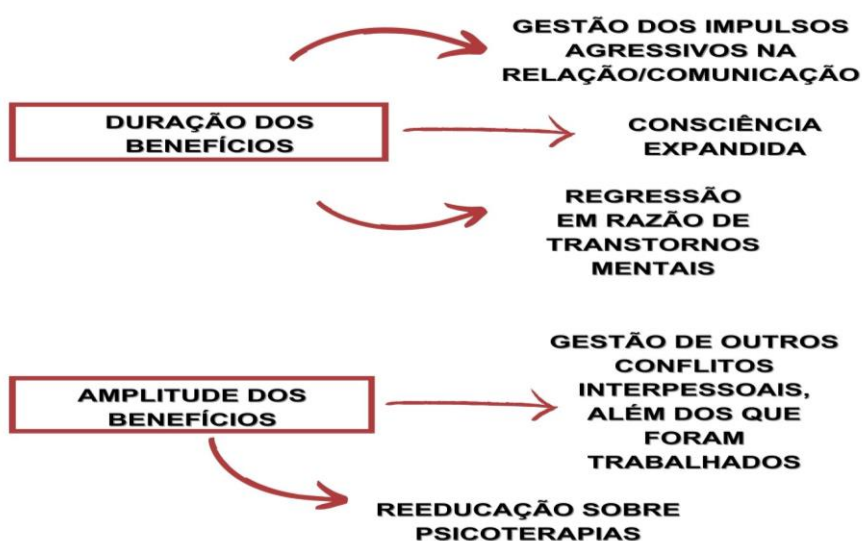 GESTÃO DOS IMPULSOS
AGRESSIVOS NA
RELAÇÃO/COMUNICAÇÃO
DURAÇÃO DOS
BENEFÍCIOS
CONSCIÊNCIA
EXPANDIDA
REGRESSÃO
EM RAZÃO DE
TRANSTORNOS
MENTAIS
AMPLITUDE DOS
BENEFÍCIOS
GESTÃO DE OUTROS
CONFLITOS
INTERPESSOAIS,
ALÉM DOS QUE
FORAM
TRABALHADOS
REEDUCAÇÃO SOBRE
PSICOTERAPIAS